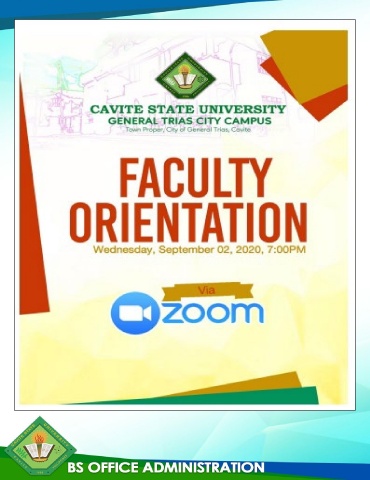 CAVITE STATE UNIVERSITY
GENERAL TRIAS CITY CAMPUS
Town Proper, City of General Trias, Cavite
FACULTY
ORIENTATION
Wednesday, September 02, 2020, 7:00PM
Via
zoom
BS OFFICE ADMINISTRATION